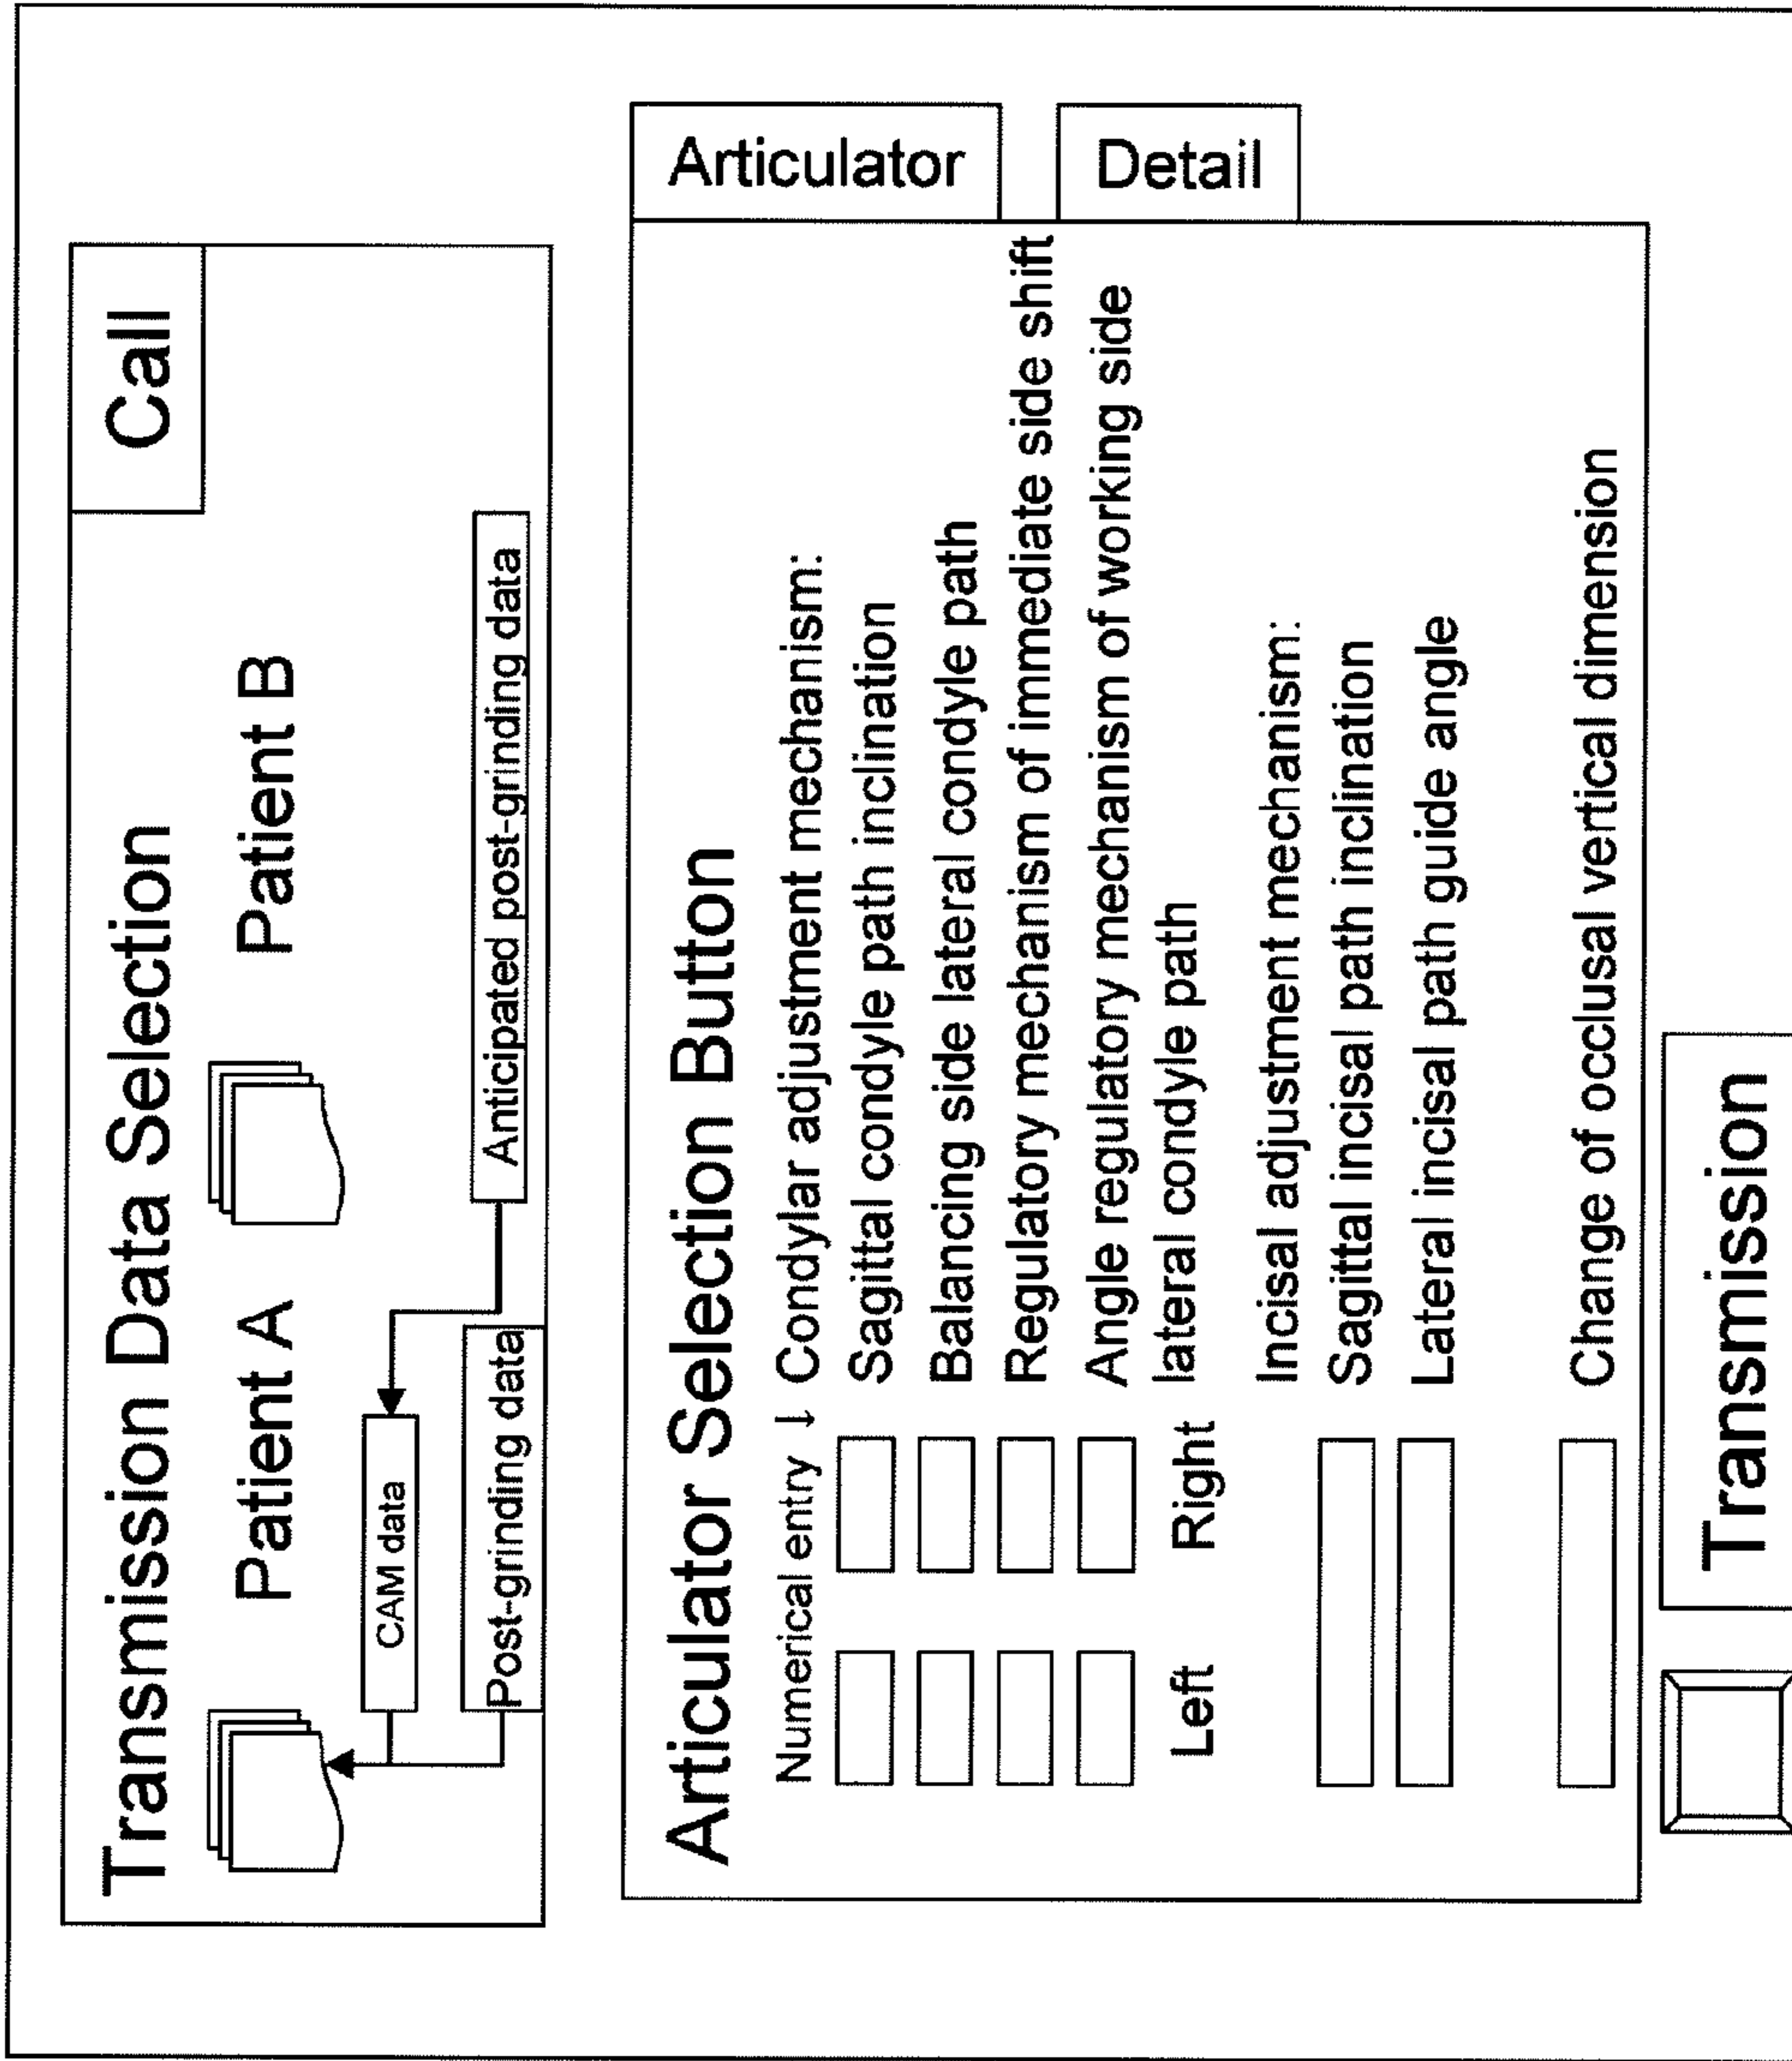 Transmission Data Selection
Call
Patient A
Patient B
CAM data
Post-grinding data
Anticipated post-grinding data
Articulator Selection Button
Articulator
Detail
Numerical entry ↓ Condylar adjustment mechanism:
Sagittal condyle path inclination
Balancing side lateral condyle path
Regulatory mechanism of immediate side shift
Angle regulatory mechanism of working side
lateral condyle path
Left
Right
Incisal adjustment mechanism:
Sagittal incisal path inclination
Lateral incisal path guide angle
Change of occlusal vertical dimension
Transmission